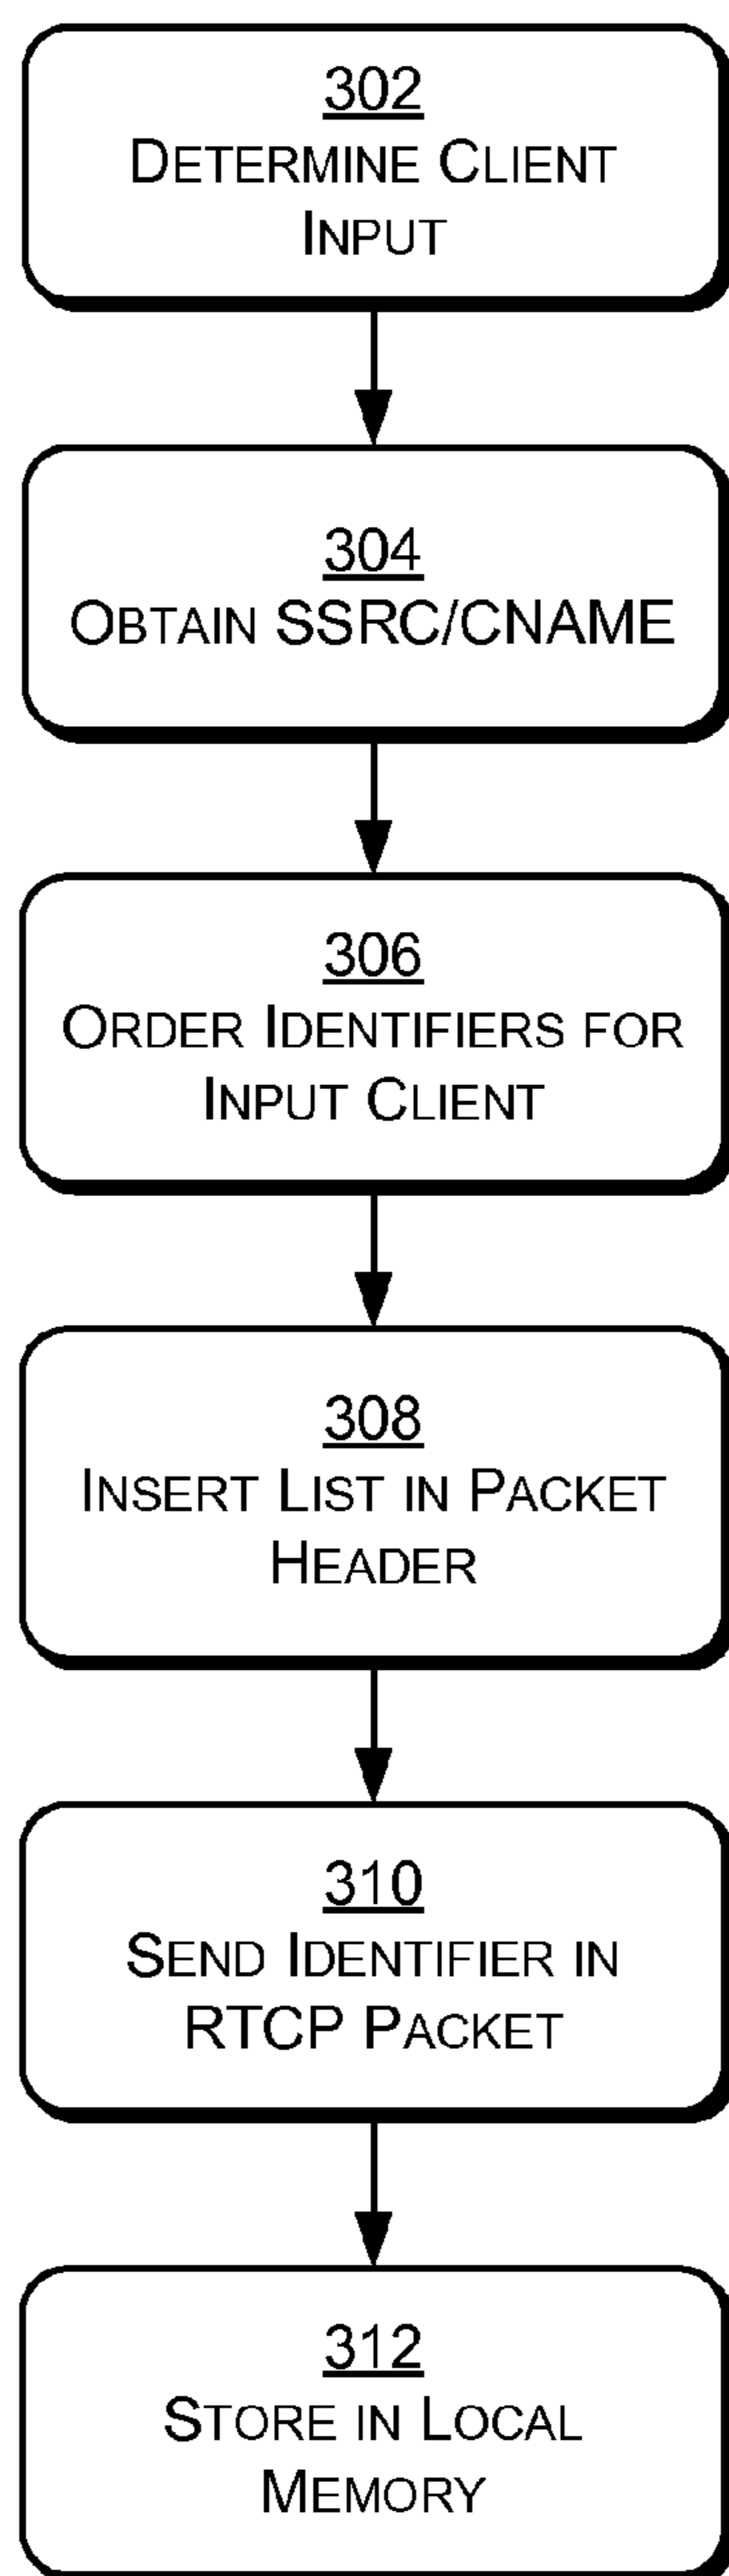 302
DETERMINE CLIENT
INPUT
304
OBTAIN SSRC/CNAME
306
ORDER IDENTIFIERS FOR
INPUT CLIENT
308
INSERT LIST IN PACKET
HEADER
310
SEND IDENTIFIER IN
RTCP PACKET
312
STORE IN LOCAL
MEMORY